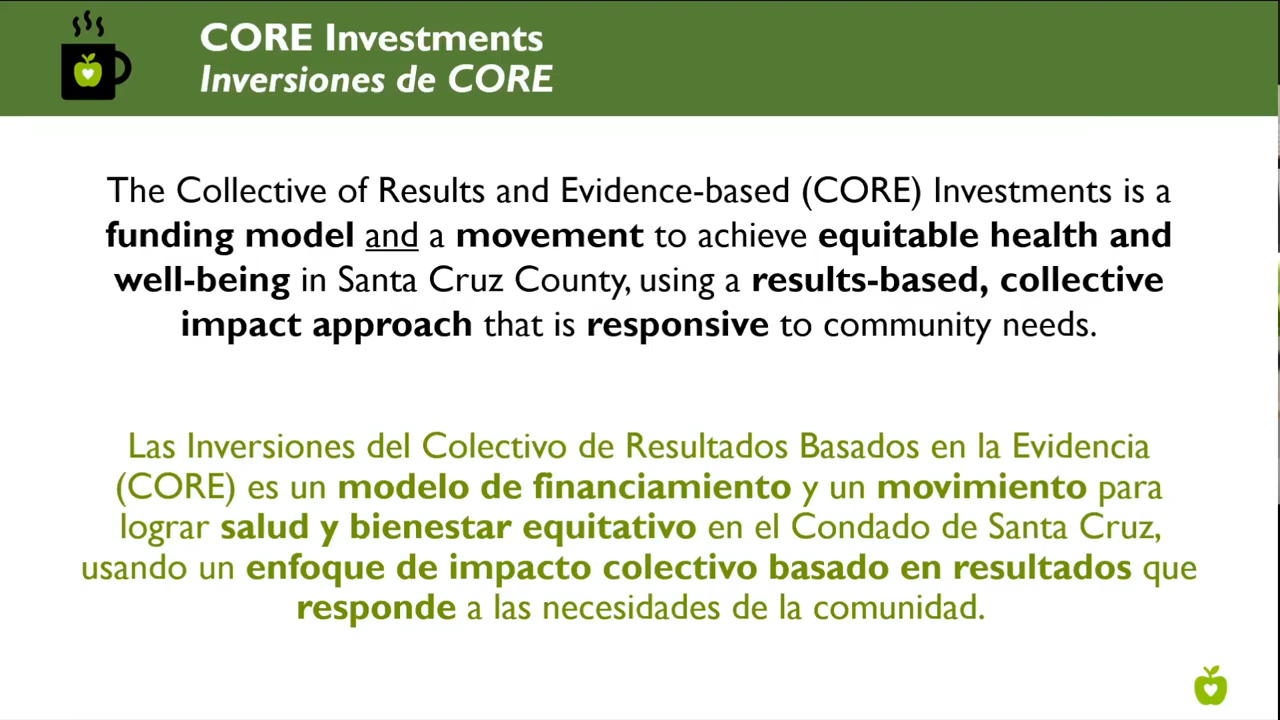 CORE Investments
Inversiones de CORE
The Collective of Results and Evidence-based (CORE) Investments is a
funding model and a movement to achieve equitable health and
well-being in Santa Cruz County, using a results-based, collective
impact approach that is responsive to community needs.
Las Inversiones del Colectivo de Resultados Basados en la Evidencia
(CORE) es un modelo de financiamiento y un movimiento para
lograr salud y bienestar equitativo en el Condado de Santa Cruz,
usando un enfoque de impacto colectivo basado en resultados que
responde a las necesidades de la comunidad.